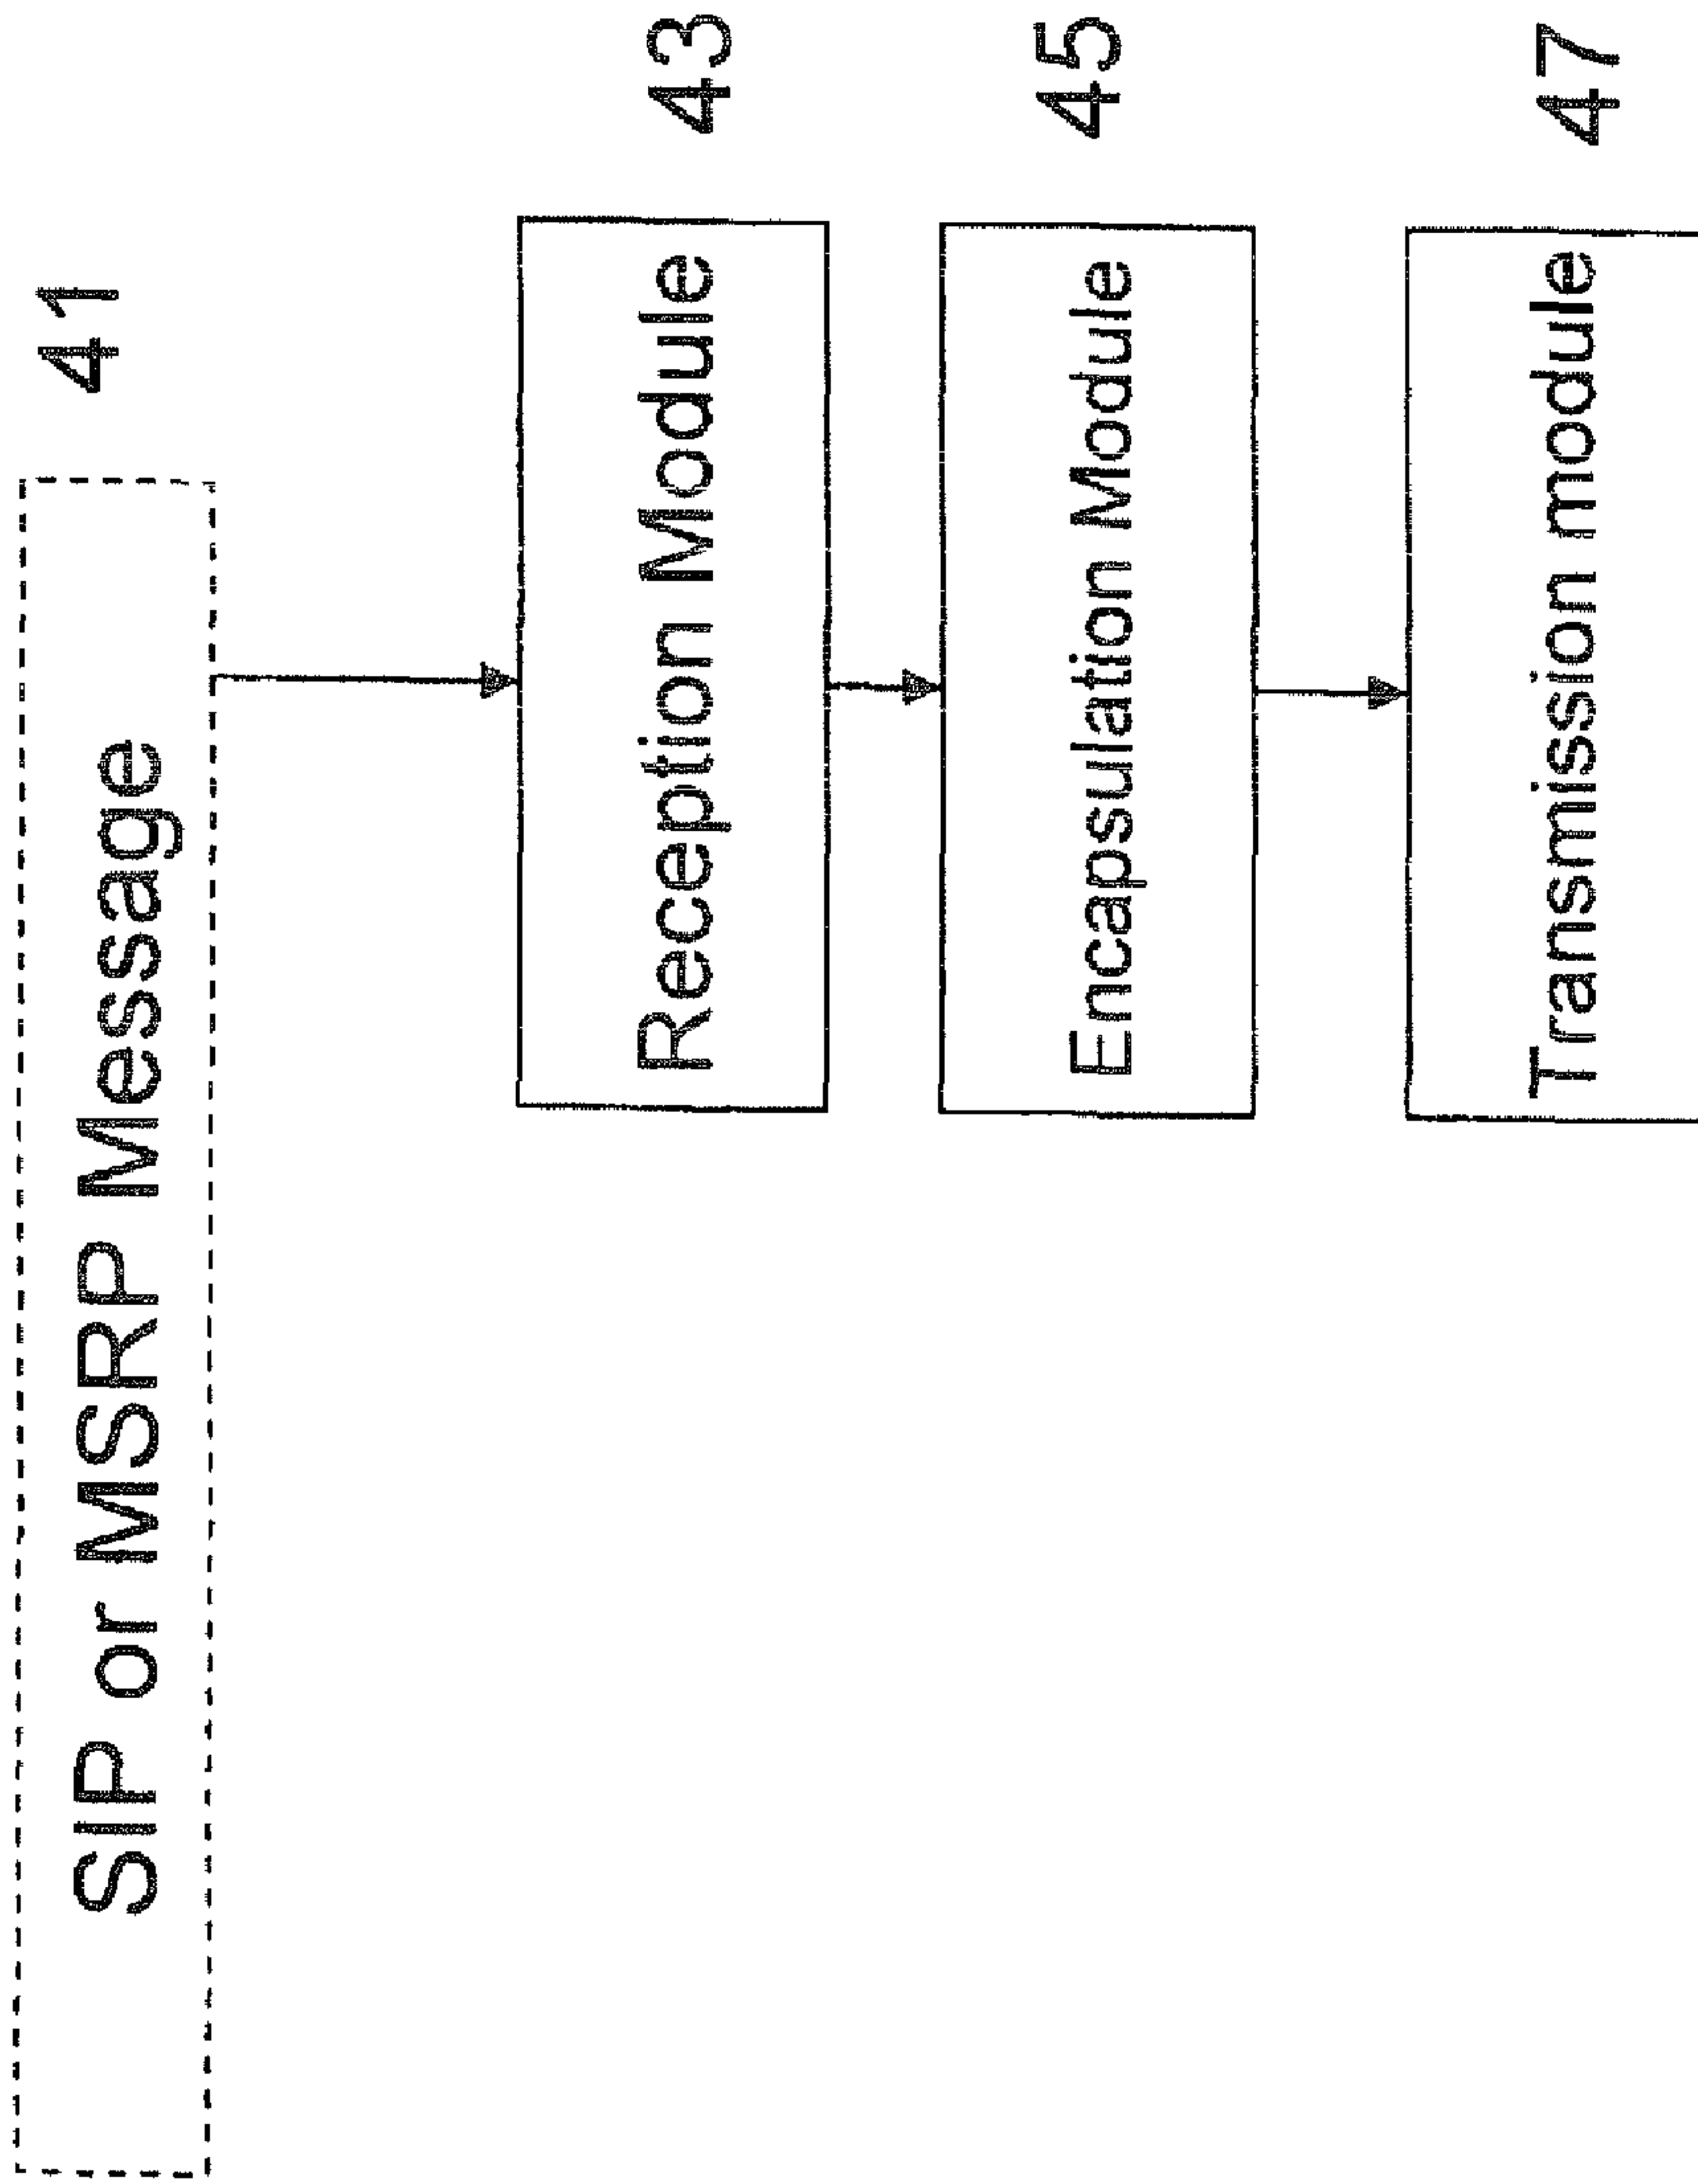 SIP or MSRP Message
41
Reception Module
43
Encapsulation Module
45
Transmission module
47